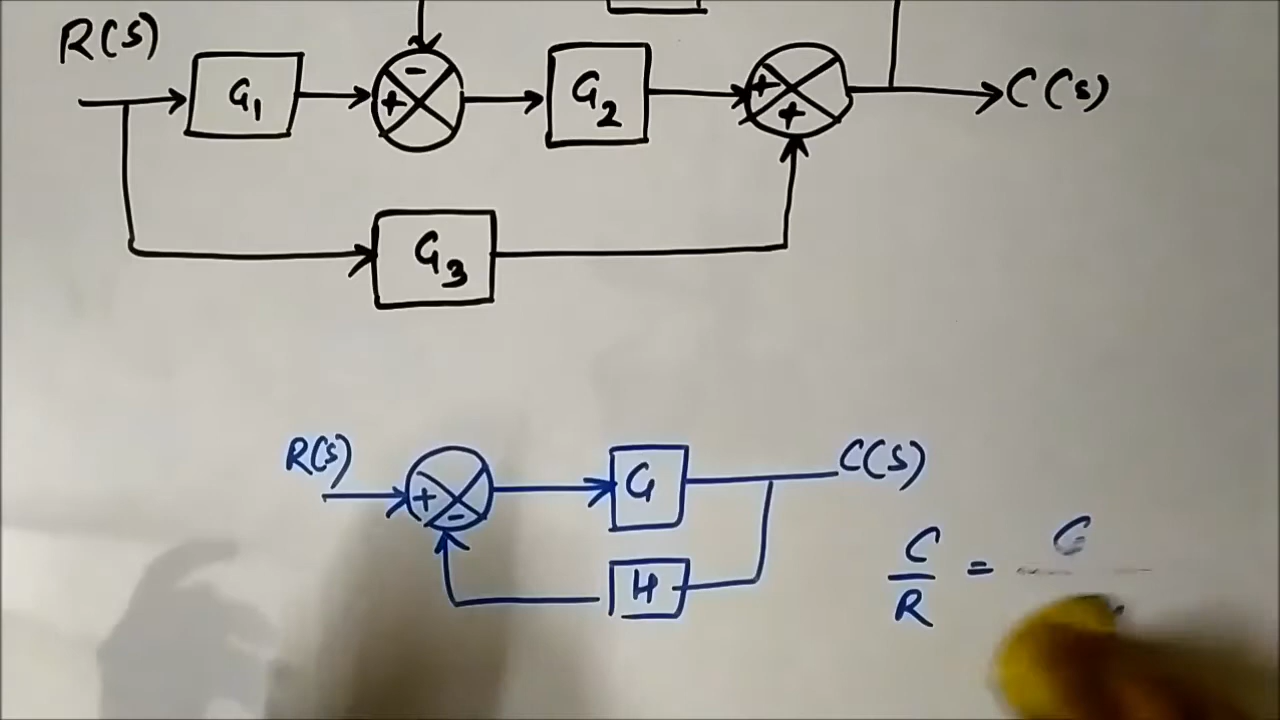 R(S)
G1
-
+
G2
+
+
C(S)
G3
R(S)
+
-
G
C(S)
H
C
R
=
G